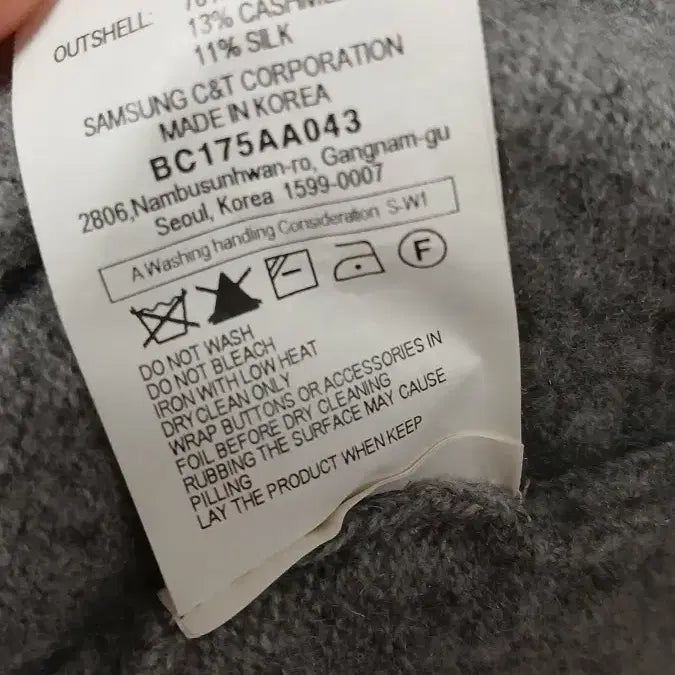 OUTSHELL:
13%
11% SILK
SAMSUNG C&T CORPORATION
MADE IN KOREA
BC175AA043
2806,Nambusunhwan-ro, Gangnam-gu
Seoul, Korea 1599-0007
A Washing handling Consideration S-W1
F
DO NOT WASH
DO NOT BLEACH
IRON WITH LOW HEAT
DRY CLEAN ONLY
WRAP BUTTONS OR ACCESSORIES IN
FOIL BEFORE DRY CLEANING
RUBBING THE SURFACE MAY CAUSE
PILLING
LAY THE PRODUCT WHEN KEEP